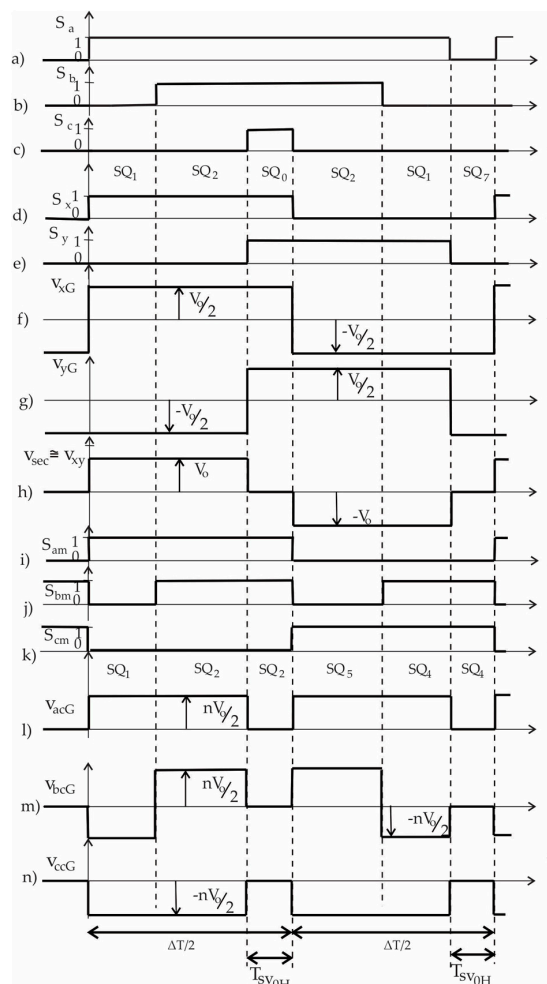 S a
a) 1 0
S b
b) 1 0
S c
c) 1 0
SQ1 SQ2 SQ0 SQ2 SQ1 SQ7
S x
d) 1 0
S y
e) 1 0
vxG
f) Vo/2 -Vo/2
vyG
g) -Vo/2 Vo/2
vsec≅ vxy
h) Vo -Vo
Sam 1 0
i)
Sbm 1 0
j)
Scm 1 0
k)
SQ1 SQ2 SQ2 SQ5 SQ4 SQ4
vacG
l) nVo/2
vbcG
m) nVo/2 -nVo/2
vccG
n) -nVo/2
ΔT/2 ΔT/2
TSV0H TSV0H